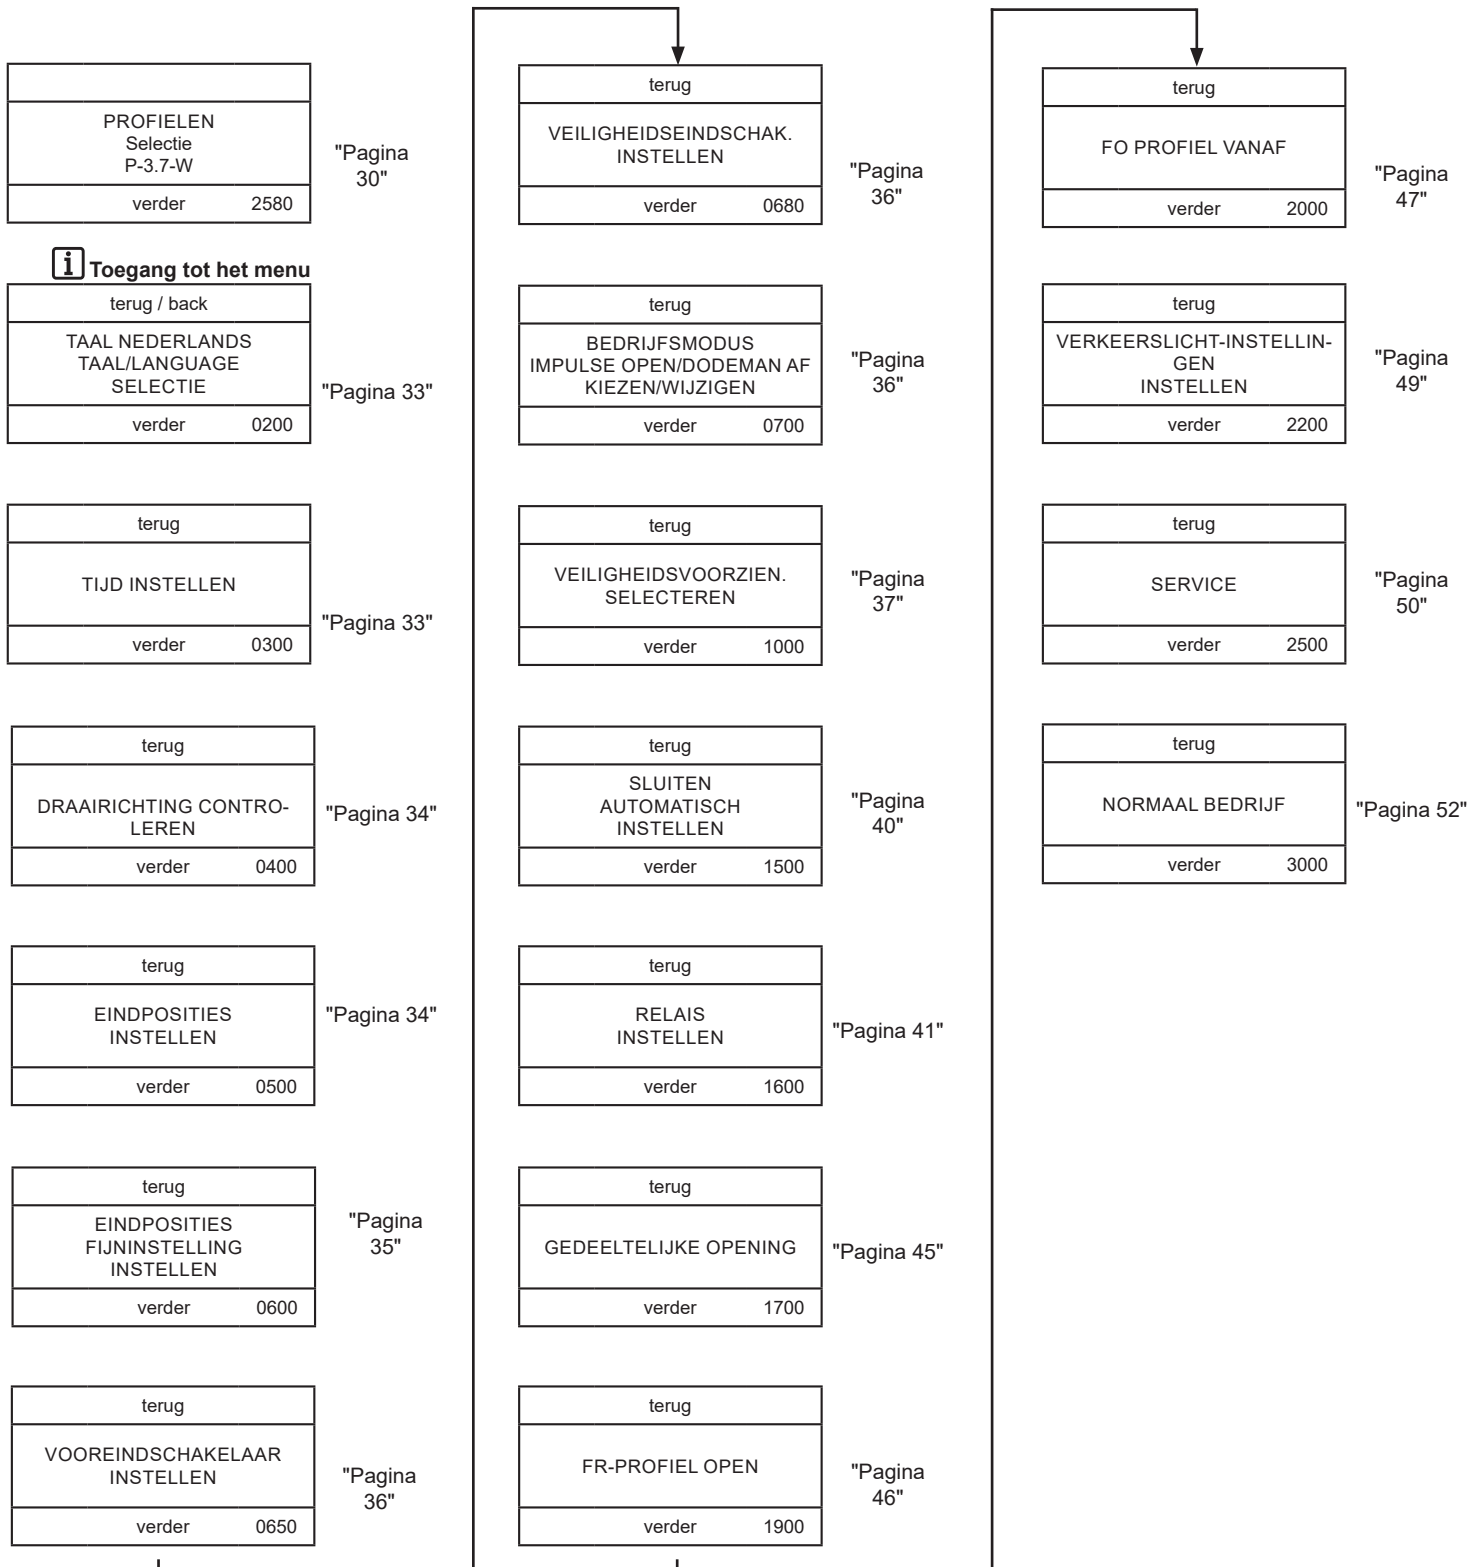 PROFIELEN
Selectie
P-3.7-W
verder 2580
"Pagina
30"
i Toegang tot het menu
terug / back
TAAL NEDERLANDS
TAAL/LANGUAGE
SELECTIE
verder 0200
"Pagina 33"
terug
TIJD INSTELLEN
verder 0300
"Pagina 33"
terug
DRAAIRICHTING CONTRO-
LEREN
verder 0400
"Pagina 34"
terug
EINDPOSITIES
INSTELLEN
verder 0500
"Pagina 34"
terug
EINDPOSITIES
FIJNINSTELLING
INSTELLEN
verder 0600
"Pagina
35"
terug
VOOREINDSCHAKELAAR
INSTELLEN
verder 0650
"Pagina
36"
terug
VEILIGHEIDSEINDSCHAK.
INSTELLEN
verder 0680
"Pagina
36"
terug
BEDRIJFSMODUS
IMPULSE OPEN/DODEMAN AF
KIEZEN/WIJZIGEN
verder 0700
"Pagina
36"
terug
VEILIGHEIDSVOORZIEN.
SELECTEREN
verder 1000
"Pagina
37"
terug
SLUITEN
AUTOMATISCH
INSTELLEN
verder 1500
"Pagina
40"
terug
RELAIS
INSTELLEN
verder 1600
"Pagina 41"
terug
GEDEELTELIJKE OPENING
verder 1700
"Pagina 45"
terug
FR-PROFIEL OPEN
verder 1900
"Pagina
46"
terug
FO PROFIEL VANAF
verder 2000
"Pagina
47"
terug
VERKEERSLICHT-INSTELLIN-
GEN
INSTELLEN
verder 2200
"Pagina
49"
terug
SERVICE
verder 2500
"Pagina
50"
terug
NORMAAL BEDRIJF
verder 3000
"Pagina 52"